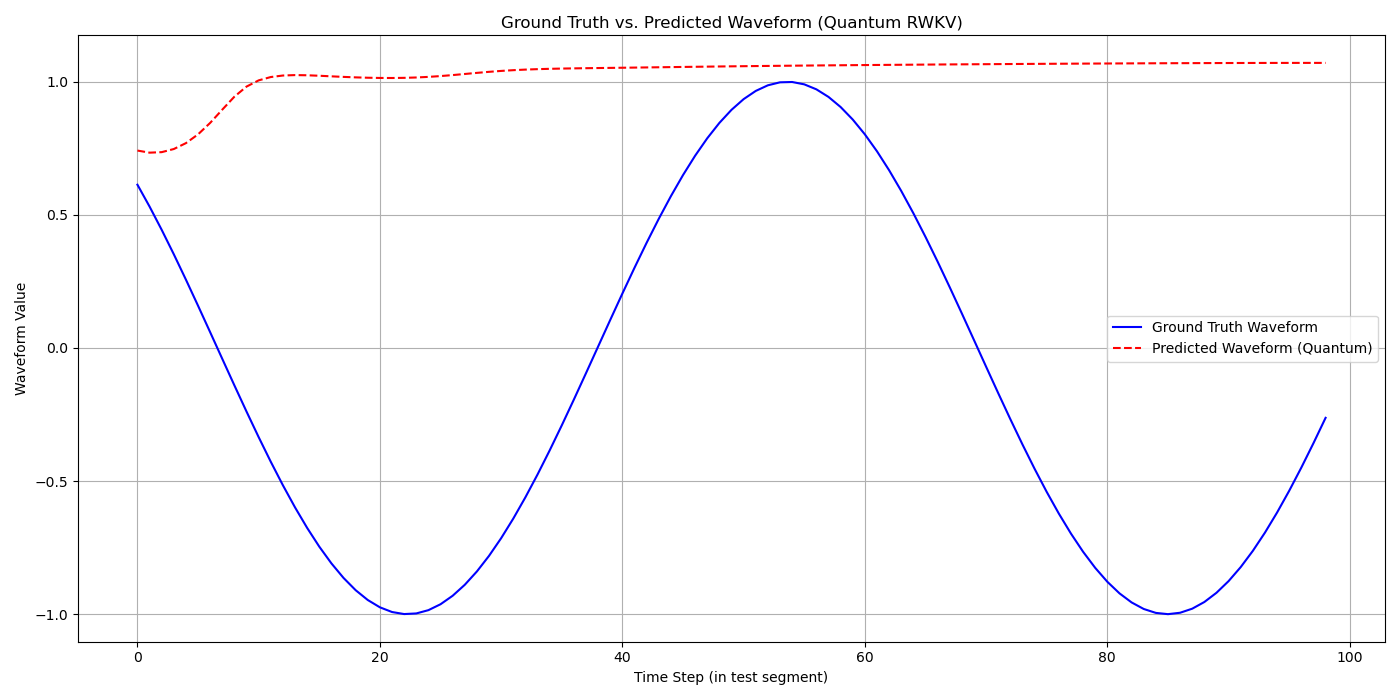 Ground Truth vs. Predicted Waveform (Quantum RWKV)
Waveform Value
1.0
0.5
0.0
−0.5
−1.0
Ground Truth Waveform
Predicted Waveform (Quantum)
0 20 40 60 80 100
Time Step (in test segment)